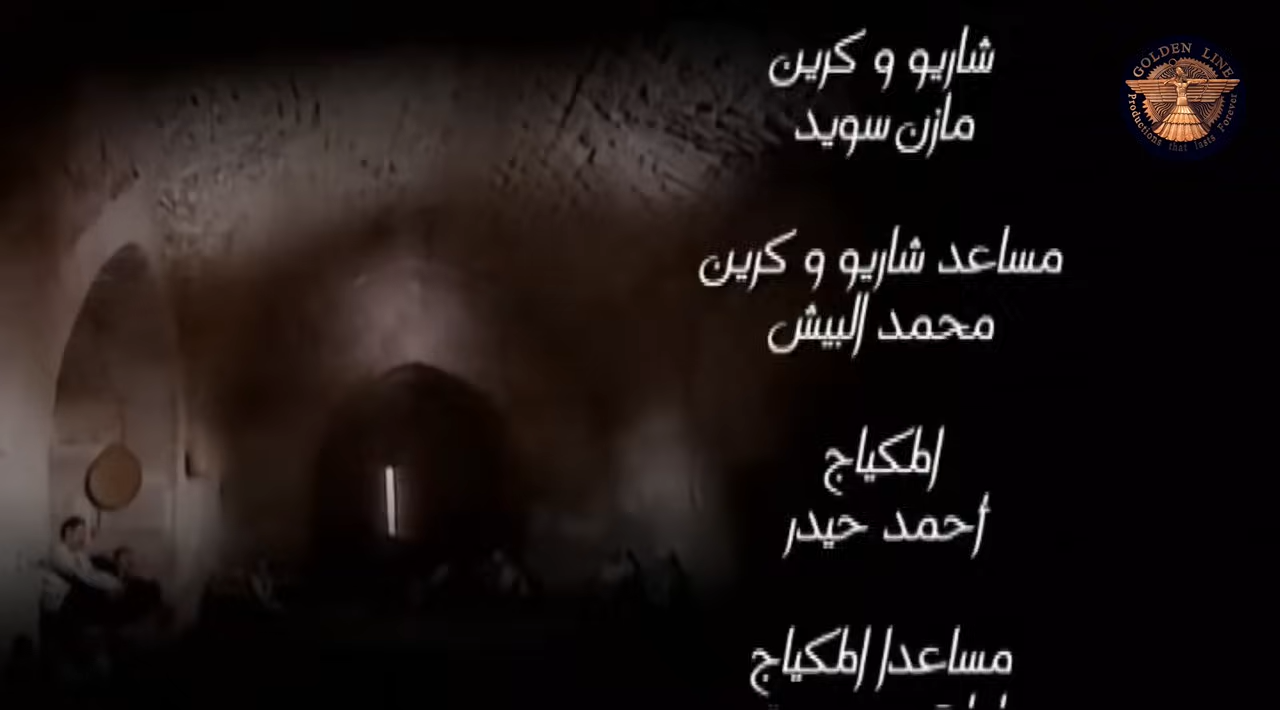 شاريو و كرين
مازن سويد
GOLDEN LINE
Productions that lasts Forever
مساعد شاريو و كرين
محمد البيش
المكياج
أحمد حيدر
مساعدا المكياج